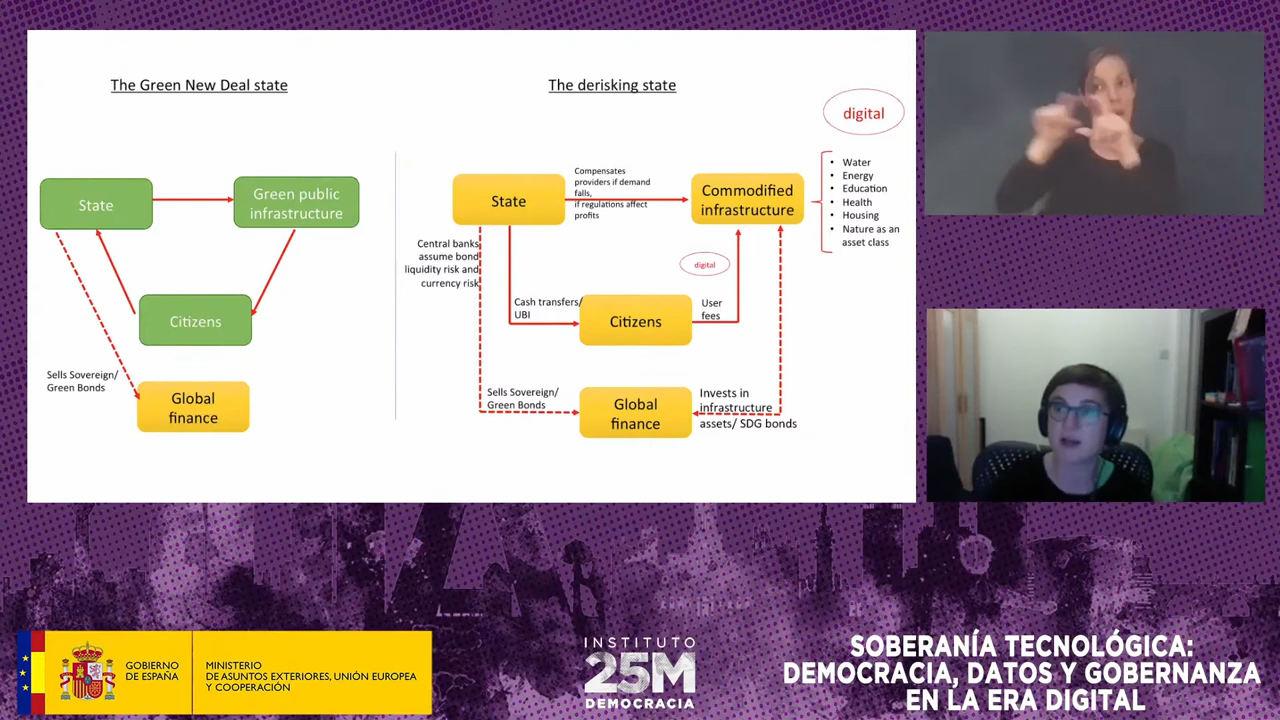 The Green New Deal state
State
Green public
infrastructure
Citizens
Sells Sovereign/
Green Bonds
Global
finance
The derisking state
digital
State
Compensates
providers if demand
falls,
if regulations affect
profits
Commodified
infrastructure
• Water
• Energy
• Education
• Health
• Housing
• Nature as an
asset class
Central banks
assume bond
liquidity risk and
currency risk
digital
Cash transfers/
UBI
Citizens
User
fees
Sells Sovereign/
Green Bonds
Global
finance
Invests in
infrastructure
assets/ SDG bonds
GOBIERNO
DE ESPAÑA
MINISTERIO
DE ASUNTOS EXTERIORES, UNIÓN EUROPEA
Y COOPERACIÓN
INSTITUTO
25M
DEMOCRACIA
SOBERANÍA TECNOLÓGICA:
DEMOCRACIA, DATOS Y GOBERNANZA
EN LA ERA DIGITAL